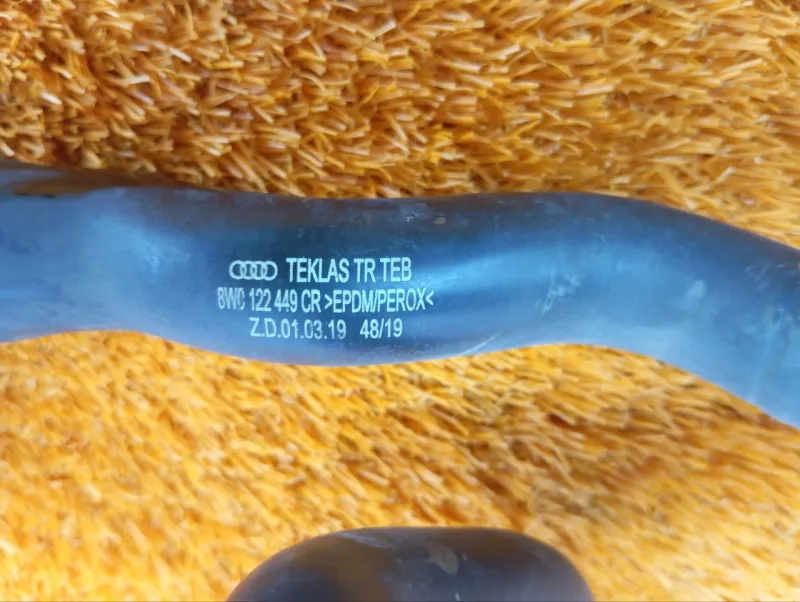 TEKLAS TR TEB
8W0 122 449 CR >EPDM/PEROX<
Z.D.01.03.19 48/19